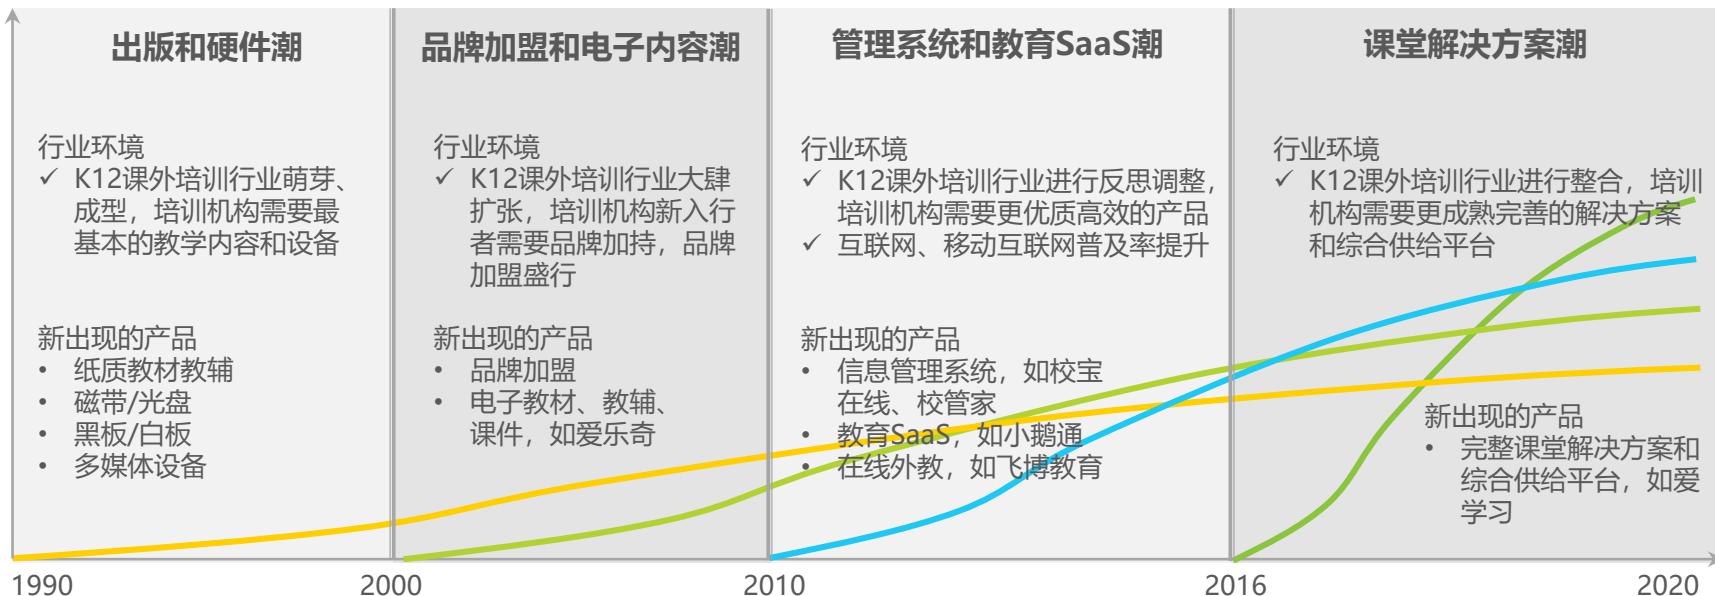 出版和硬件潮
行业环境
✓ K12课外培训行业萌芽、
成型，培训机构需要最
基本的教学内容和设备
新出现的产品
• 纸质教材教辅
• 磁带/光盘
• 黑板/白板
• 多媒体设备
品牌加盟和电子内容潮
行业环境
✓ K12课外培训行业大肆
扩张，培训机构新入行
者需要品牌加持，品牌
加盟盛行
新出现的产品
• 品牌加盟
• 电子教材、教辅、
课件，如爱乐奇
管理系统和教育SaaS潮
行业环境
✓ K12课外培训行业进行反思调整，
培训机构需要更优质高效的产品
✓ 互联网、移动互联网普及率提升
新出现的产品
• 信息管理系统，如校宝
在线、校管家
• 教育SaaS，如小鹅通
• 在线外教，如飞博教育
课堂解决方案潮
行业环境
✓ K12课外培训行业进行整合，培训
机构需要更成熟完善的解决方案
和综合供给平台
新出现的产品
• 完整课堂解决方案和
综合供给平台，如爱
学习
1990 2000 2010 2016 2020